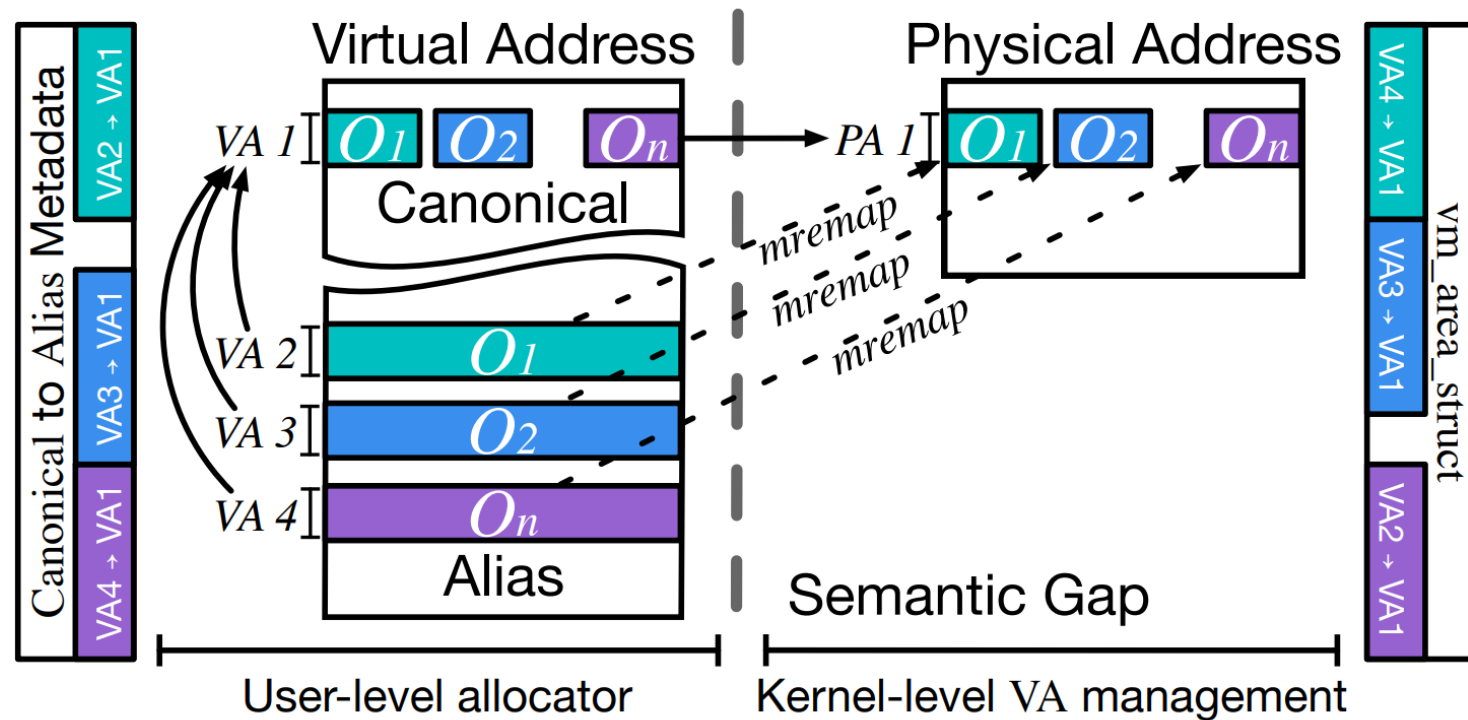 Canonical to Alias Metadata
VA2 → VA1
VA3 → VA1
VA4 → VA1
Virtual Address
VA 1
O1
O2
On
Canonical
VA 2
O1
VA 3
O2
VA 4
On
Alias
User-level allocator
Physical Address
PA 1
O1
O2
On
mremap
mremap
mremap
Semantic Gap
Kernel-level VA management
VA4 → VA1
VA3 → VA1
VA2 → VA1
vm_area_struct